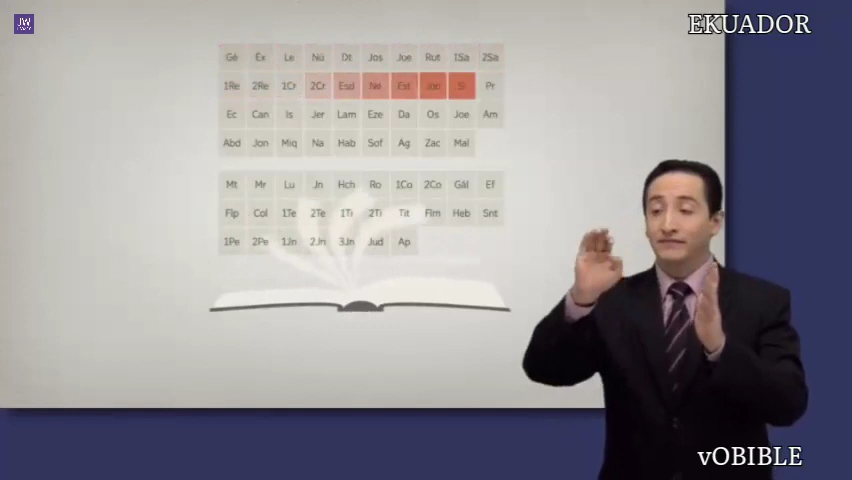 JW
EKUADOR
Gé Éx Le Nú Dt Jos Jue Rut 1Sa 2Sa
1Re 2Re 1Cr 2Cr Esd Ne Est Job Sl Pr
Ec Can Is Jer Lam Eze Da Os Joe Am
Abd Jon Miq Na Hab Sof Ag Zac Mal
Mt Mr Lu Jn Hch Ro 1Co 2Co Gál Ef
Flp Col 1Te 2Te 1Ti 2Ti Tit Flm Heb Snt
1Pe 2Pe 1Jn 2Jn 3Jn Jud Ap
vOBIBLE